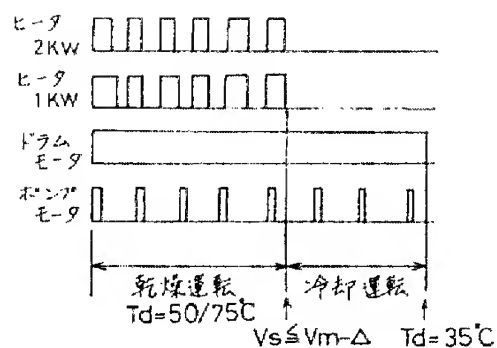 ヒータ
2KW
ヒータ
1KW
ドラム
モータ
ポンプ
モータ
乾燥運転
冷却運転
Td=50/75℃
Vs≦Vm-Δ
Td=35℃